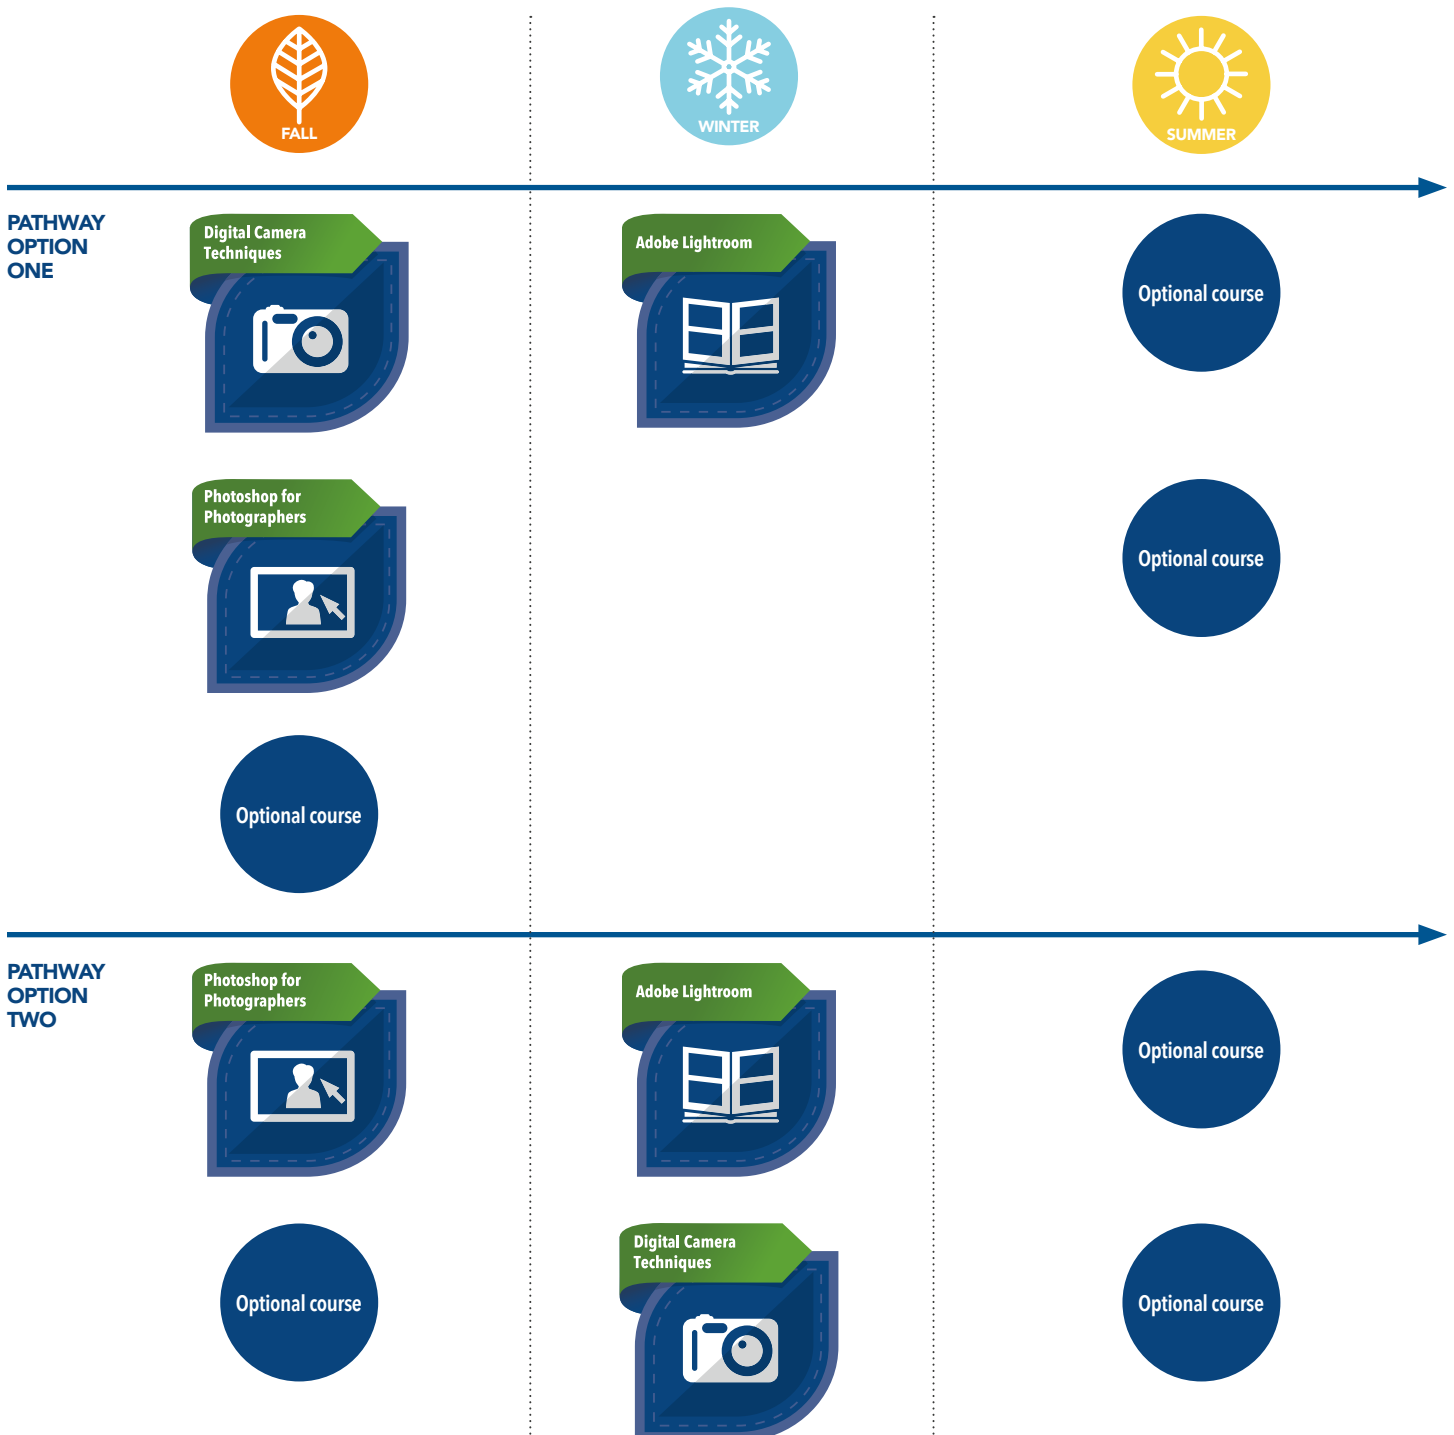 FALL
WINTER
SUMMER
PATHWAY
OPTION
ONE
Digital Camera
Techniques
Adobe Lightroom
Optional course
Photoshop for
Photographers
Optional course
Optional course
PATHWAY
OPTION
TWO
Photoshop for
Photographers
Adobe Lightroom
Optional course
Optional course
Digital Camera
Techniques
Optional course